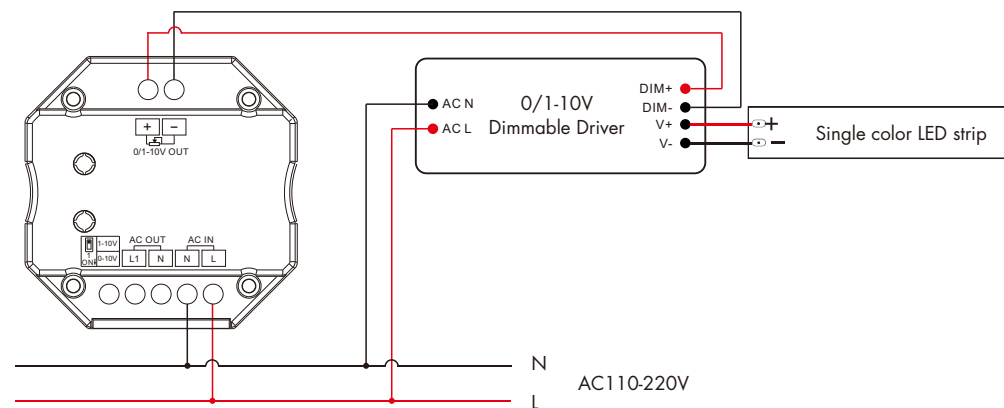 + −
0/1-10V OUT
1-10V
0-10V
1
ON
AC OUT
AC IN
L1 N N L
AC N
AC L
0/1-10V
Dimmable Driver
DIM+
DIM-
V+
V-
+
−
Single color LED strip
N
AC110-220V
L